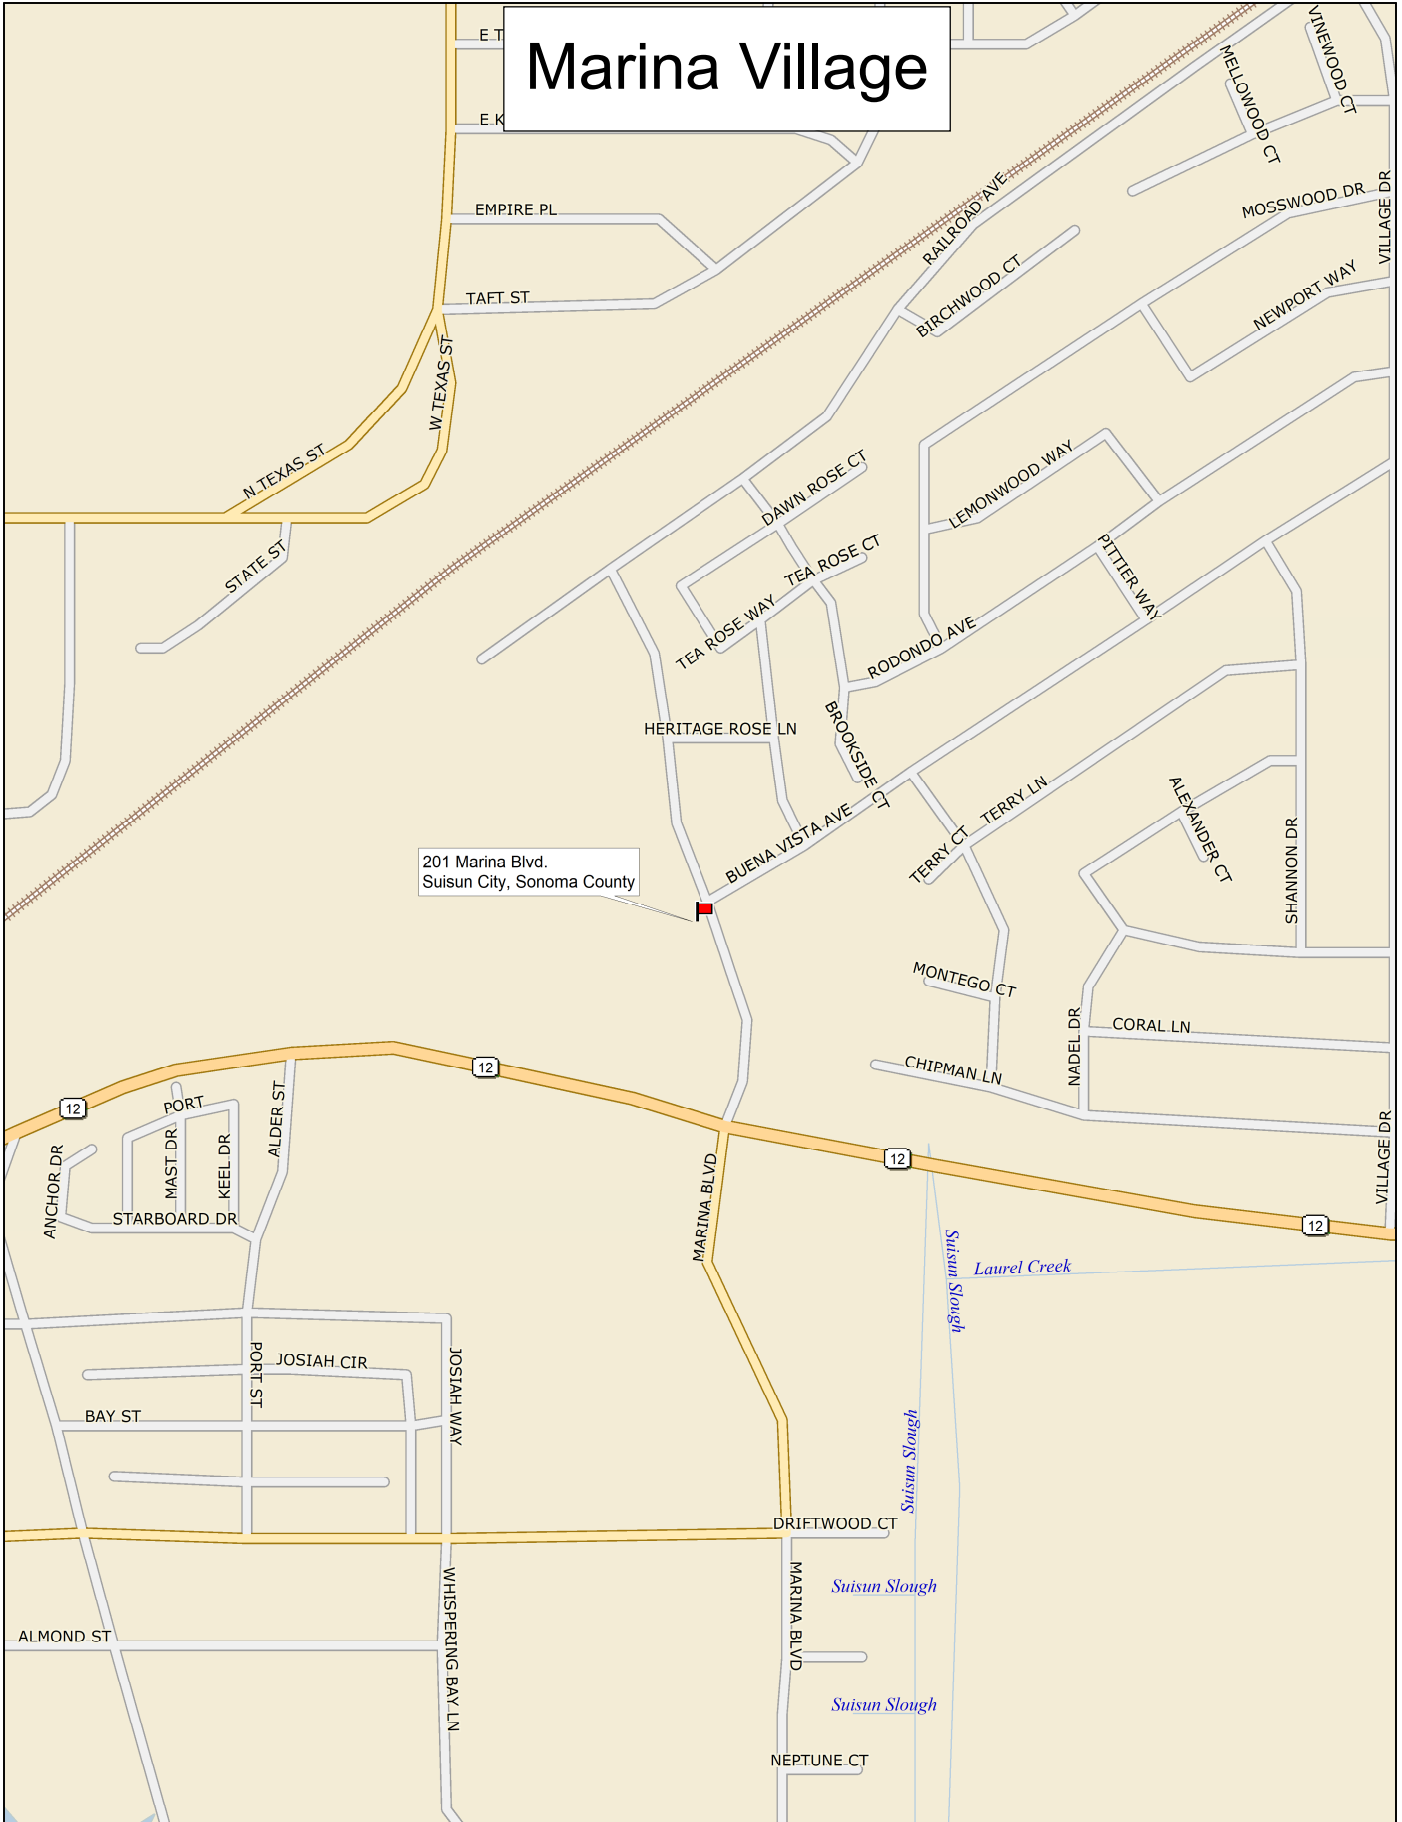 Marina Village
E T
E K
EMPIRE PL
TAFT ST
W TEXAS ST
N TEXAS ST
STATE ST
VINEWOOD CT
MELLOWOOD CT
MOSSWOOD DR
VILLAGE DR
RAILROAD AVE
BIRCHWOOD CT
NEWPORT WAY
DAWN ROSE CT
LEMONWOOD WAY
TEA ROSE CT
TEA ROSE WAY
PITTIER WAY
RODONDO AVE
HERITAGE ROSE LN
BROOKSIDE CT
BUENA VISTA AVE
TERRY LN
TERRY CT
ALEXANDER CT
SHANNON DR
201 Marina Blvd.
Suisun City, Sonoma County
MONTEGO CT
NADEL DR
CORAL LN
CHIPMAN LN
12
12
12
12
PORT
ALDER ST
MAST DR
KEEL DR
ANCHOR DR
STARBOARD DR
MARINA BLVD
VILLAGE DR
Suisun Slough
Laurel Creek
PORT ST
JOSIAH CIR
JOSIAH WAY
BAY ST
Suisun Slough
DRIFTWOOD CT
MARINA BLVD
Suisun Slough
WHISPERING BAY LN
ALMOND ST
Suisun Slough
NEPTUNE CT